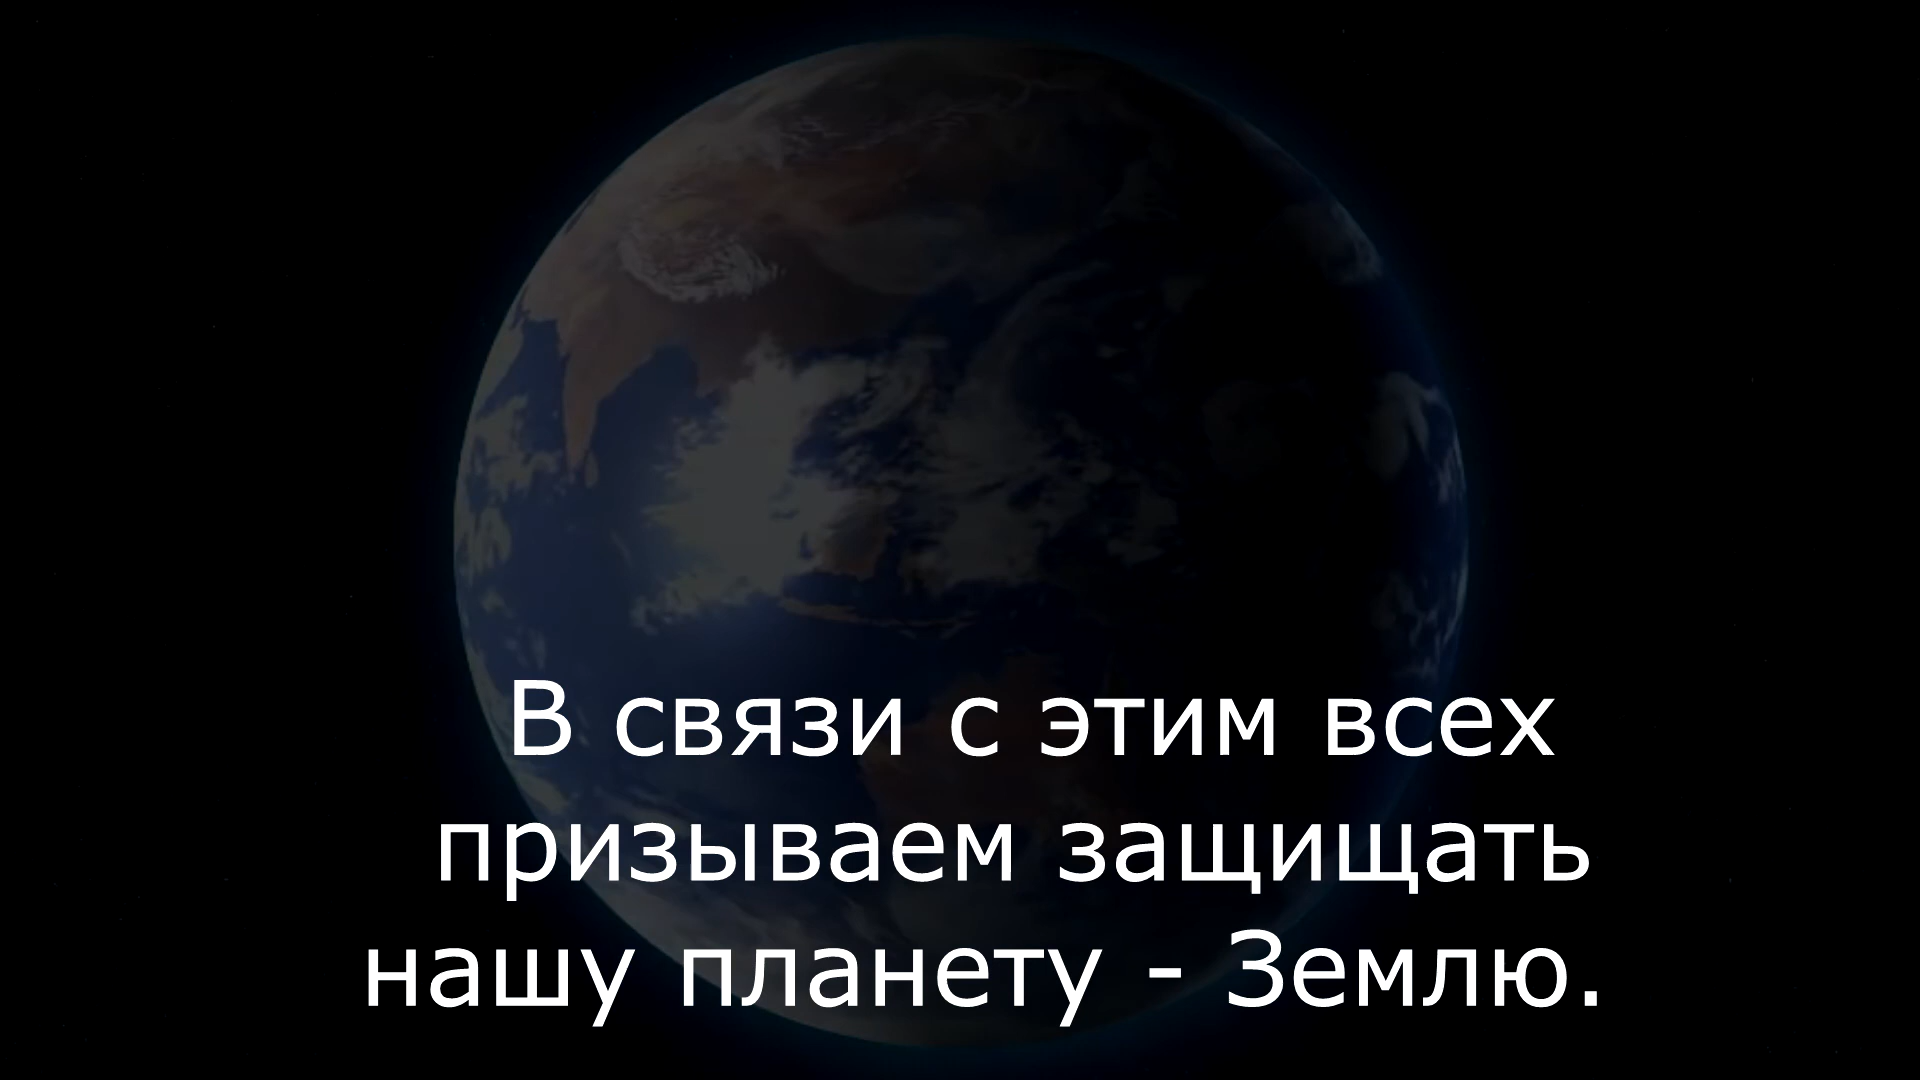 В связи с этим всех
призываем защищать
нашу планету - Землю.